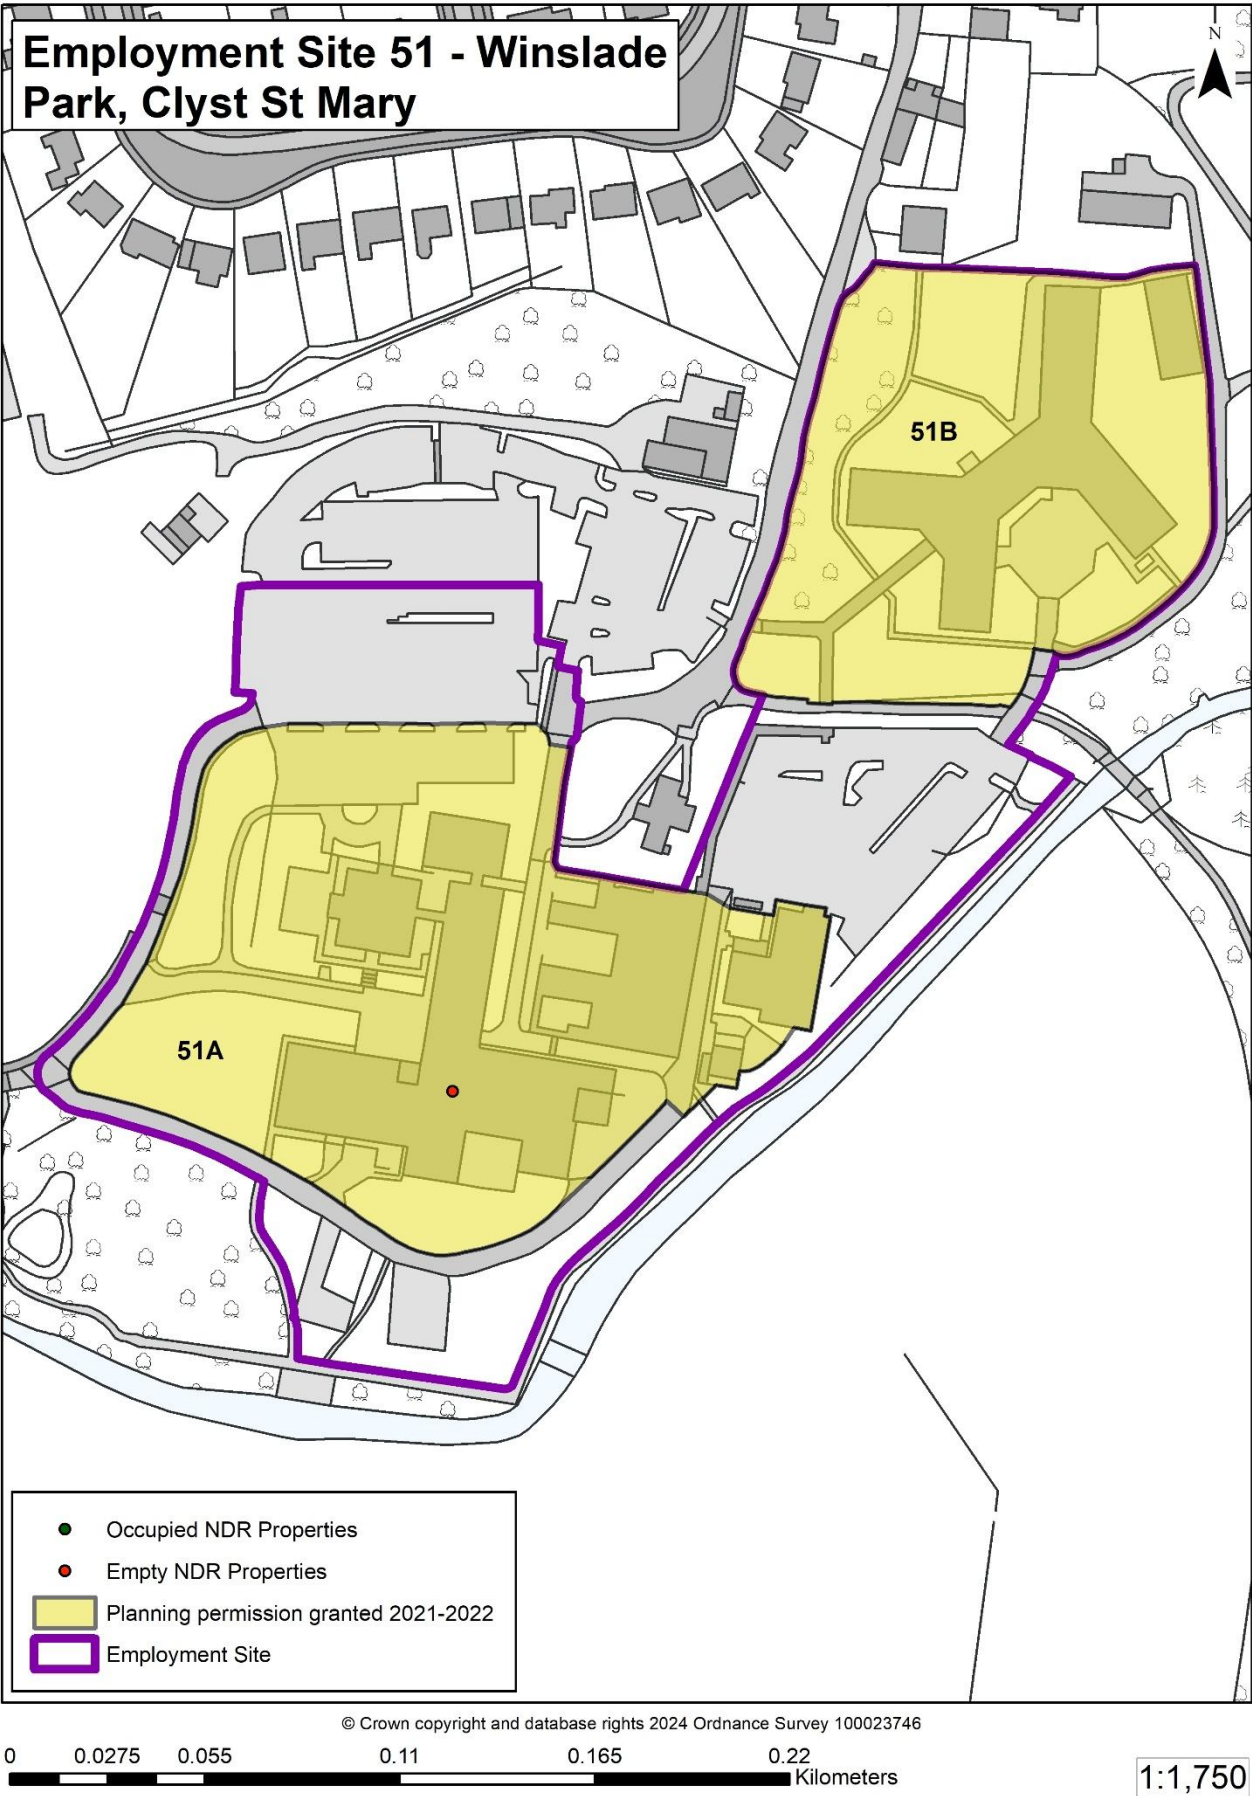 Employment Site 51 - Winslade
Park, Clyst St Mary
N
51B
51A
Occupied NDR Properties
Empty NDR Properties
Planning permission granted 2021-2022
Employment Site
© Crown copyright and database rights 2024 Ordnance Survey 100023746
0 0.0275 0.055 0.11 0.165 0.22
Kilometers
1:1,750